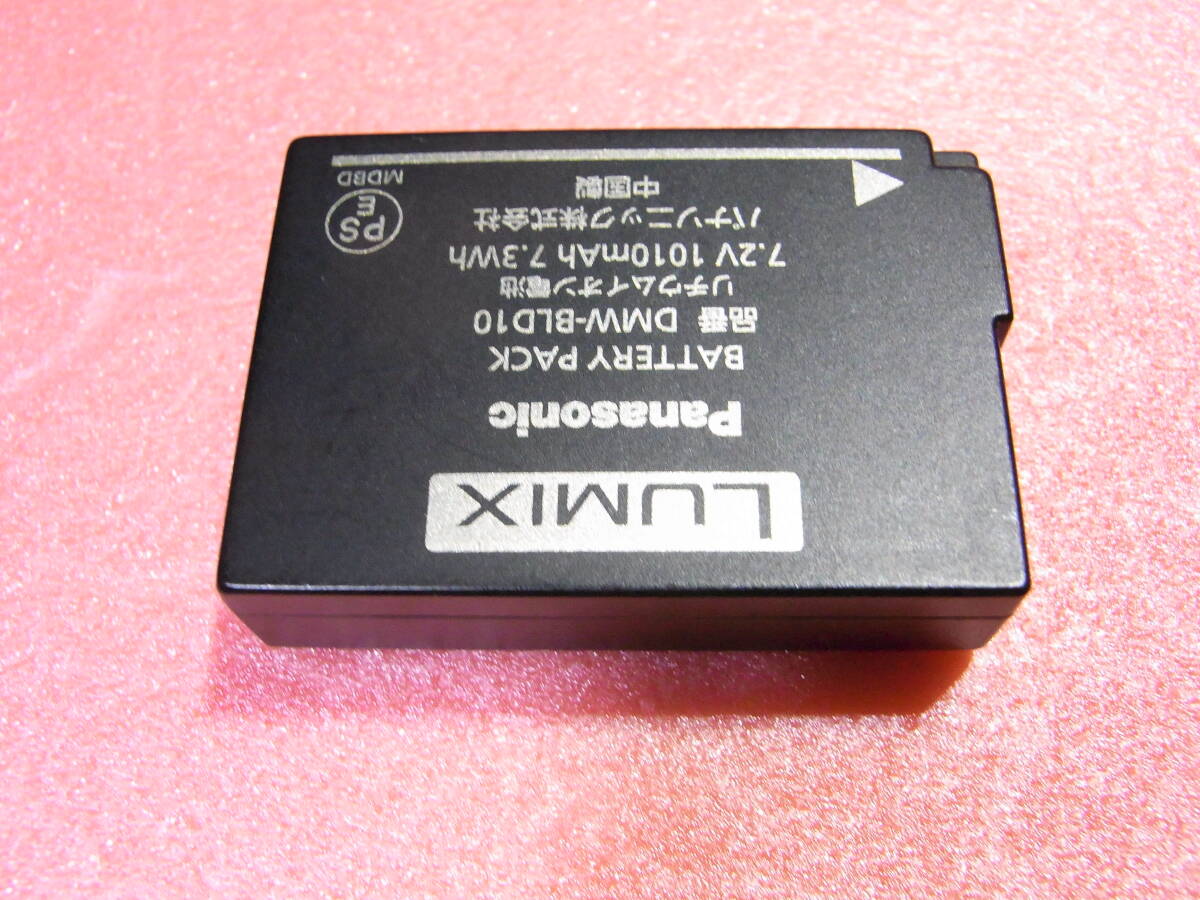 LUMIX
Panasonic
BATTERY PACK
品番 DMW-BLD10
リチウムイオン電池
7.2V 1010mAh 7.3Wh
パナソニック株式会社
中国製
PS
E
MDBD